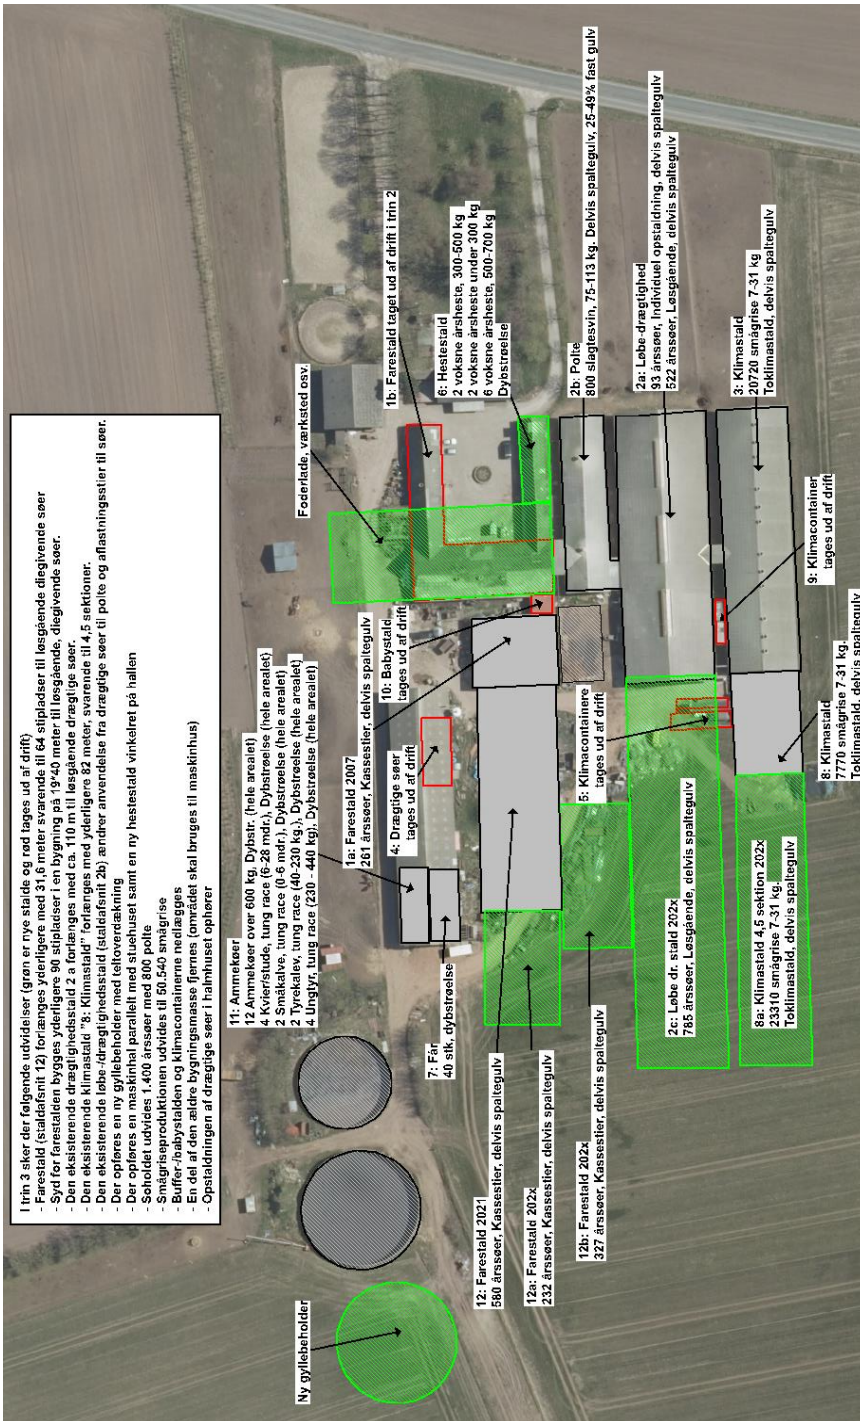 I trin 3 sker der følgende udvidelser (grøn er nye stalde og rød tages ud af drift)
- Farestald (staldafsnit 12) forlænges yderligere med 31,6 meter svarende til 64 stipladser til løsgående diegivende søer
- Syd for farestalden bygges yderligere 90 stipladser i en bygning på 19*40 meter til løsgående, diegivende søer.
- Den eksisterende drægtighedsstald 2 a forlænges med ca. 110 m til løsgående drægtige søer.
- Den eksisterende klimastald "8: Klimastald" forlænges med yderligere 82 meter, svarende til 4,5 sektioner.
- Den eksisterende løbe-/drægtighedsstald (staldafsnit 2b) ændrer anvendelse fra drægtige søer til polte og aflastningsstier til søer.
- Der opføres en ny gyllebeholder med teltoverdækning
- Der opføres en maskinhal parallelt med stuehuset samt en ny hestestald vinkelret på hallen
- Soholdet udvides 1.400 årssøer med 800 polte
- Smågriseproduktionen udvides til 50.540 smågrise
- Buffer-/babystalden og klimacontainerne nedlægges
- En del af den ældre bygningsmasse fjernes (området skal bruges til maskinhus)
- Opstaldningen af drægtige søer i halmhuset ophører
Foderlade, værksted osv.
1b: Farestald taget ud af drift i trin 2
6: Hestestald
2 voksne årsheste, 300-500 kg
2 voksne årsheste under 300 kg
6 voksne årsheste, 500-700 kg
Dybstrøelse
2b: Polte
800 slagtesvin, 75-113 kg. Delvis spaltegulv, 25-49% fast gulv
2a: Løbe-drægtighed
93 årssøer, Individuel opstaldning, delvis spaltegulv
522 årssøer, Løsgående, delvis spaltegulv
3: Klimastald
20720 smågrise 7-31 kg
Toklimastald, delvis spaltegulv
9: Klimacontainer
tages ud af drift
8: Klimastald
7770 smågrise 7-31 kg.
Toklimastald, delvis spaltegulv
10: Babystald
tages ud af drift
5: Klimacontainere
tages ud af drift
1a: Farestald 2007
261 årssøer, Kassestier, delvis spaltegulv
4: Drægtige søer
tages ud af drift
11: Ammekøer
12 Ammekøer over 600 kg, Dybstr. (hele arealet)
4 Kvier/stude, tung race (6-28 mdr.), Dybstrøelse (hele arealet)
2 Småkalve, tung race (0-6 mdr.), Dybstrøelse (hele arealet)
2 Tyrekalev, tung race (40-230 kg.), Dybstrøelse (hele arealet)
4 Ungtyr, tung race (230 - 440 kg), Dybstrøelse (hele arealet)
7: Får
40 stk, dybstrøelse
2c: Løbe dr. stald 202x
785 årssøer, Løsgående, delvis spaltegulv
8a: Klimastald 4,5 sektion 202x
23310 smågrise 7-31 kg.
Toklimastald, delvis spaltegulv
12: Farestald 2021
580 årssøer, Kassestier, delvis spaltegulv
12a: Farestald 202x
232 årssøer, Kassestier, delvis spaltegulv
12b: Farestald 202x
327 årssøer, Kassestier, delvis spaltegulv
Ny gyllebeholder